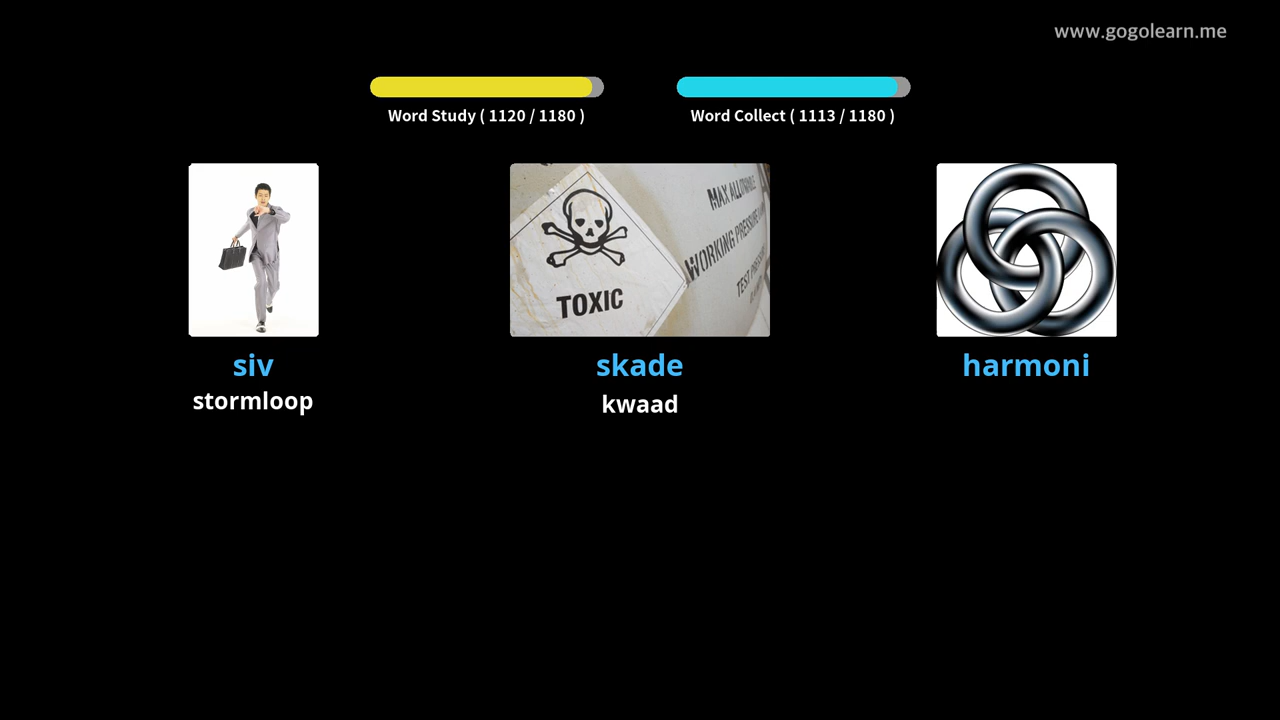 www.gogolearn.me
Word Study ( 1120 / 1180 )
Word Collect ( 1113 / 1180 )
MAX ALLOWABLE
WORKING PRESSURE
TEST PRESS
TOXIC
siv
skade
harmoni
stormloop
kwaad